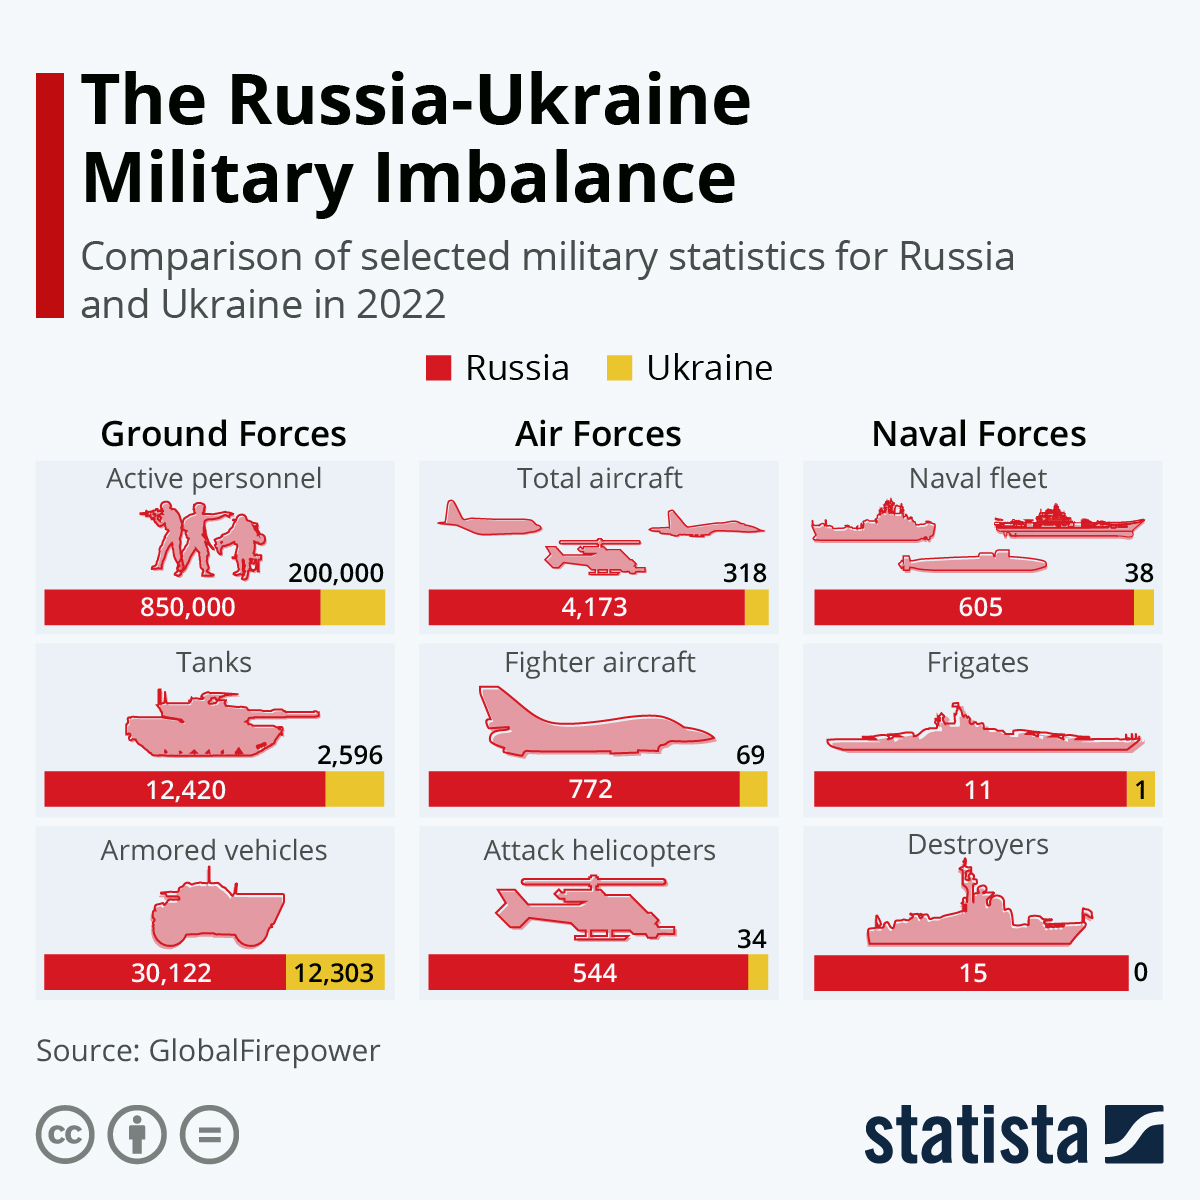 The Russia-Ukraine
Military Imbalance
Comparison of selected military statistics for Russia
and Ukraine in 2022
Russia
Ukraine
Ground Forces
Active personnel
200,000
850,000
Tanks
2,596
12,420
Armored vehicles
30,122
12,303
Air Forces
Total aircraft
318
4,173
Fighter aircraft
69
772
Attack helicopters
34
544
Naval Forces
Naval fleet
38
605
Frigates
11
1
Destroyers
15
0
Source: GlobalFirepower
cc
statista